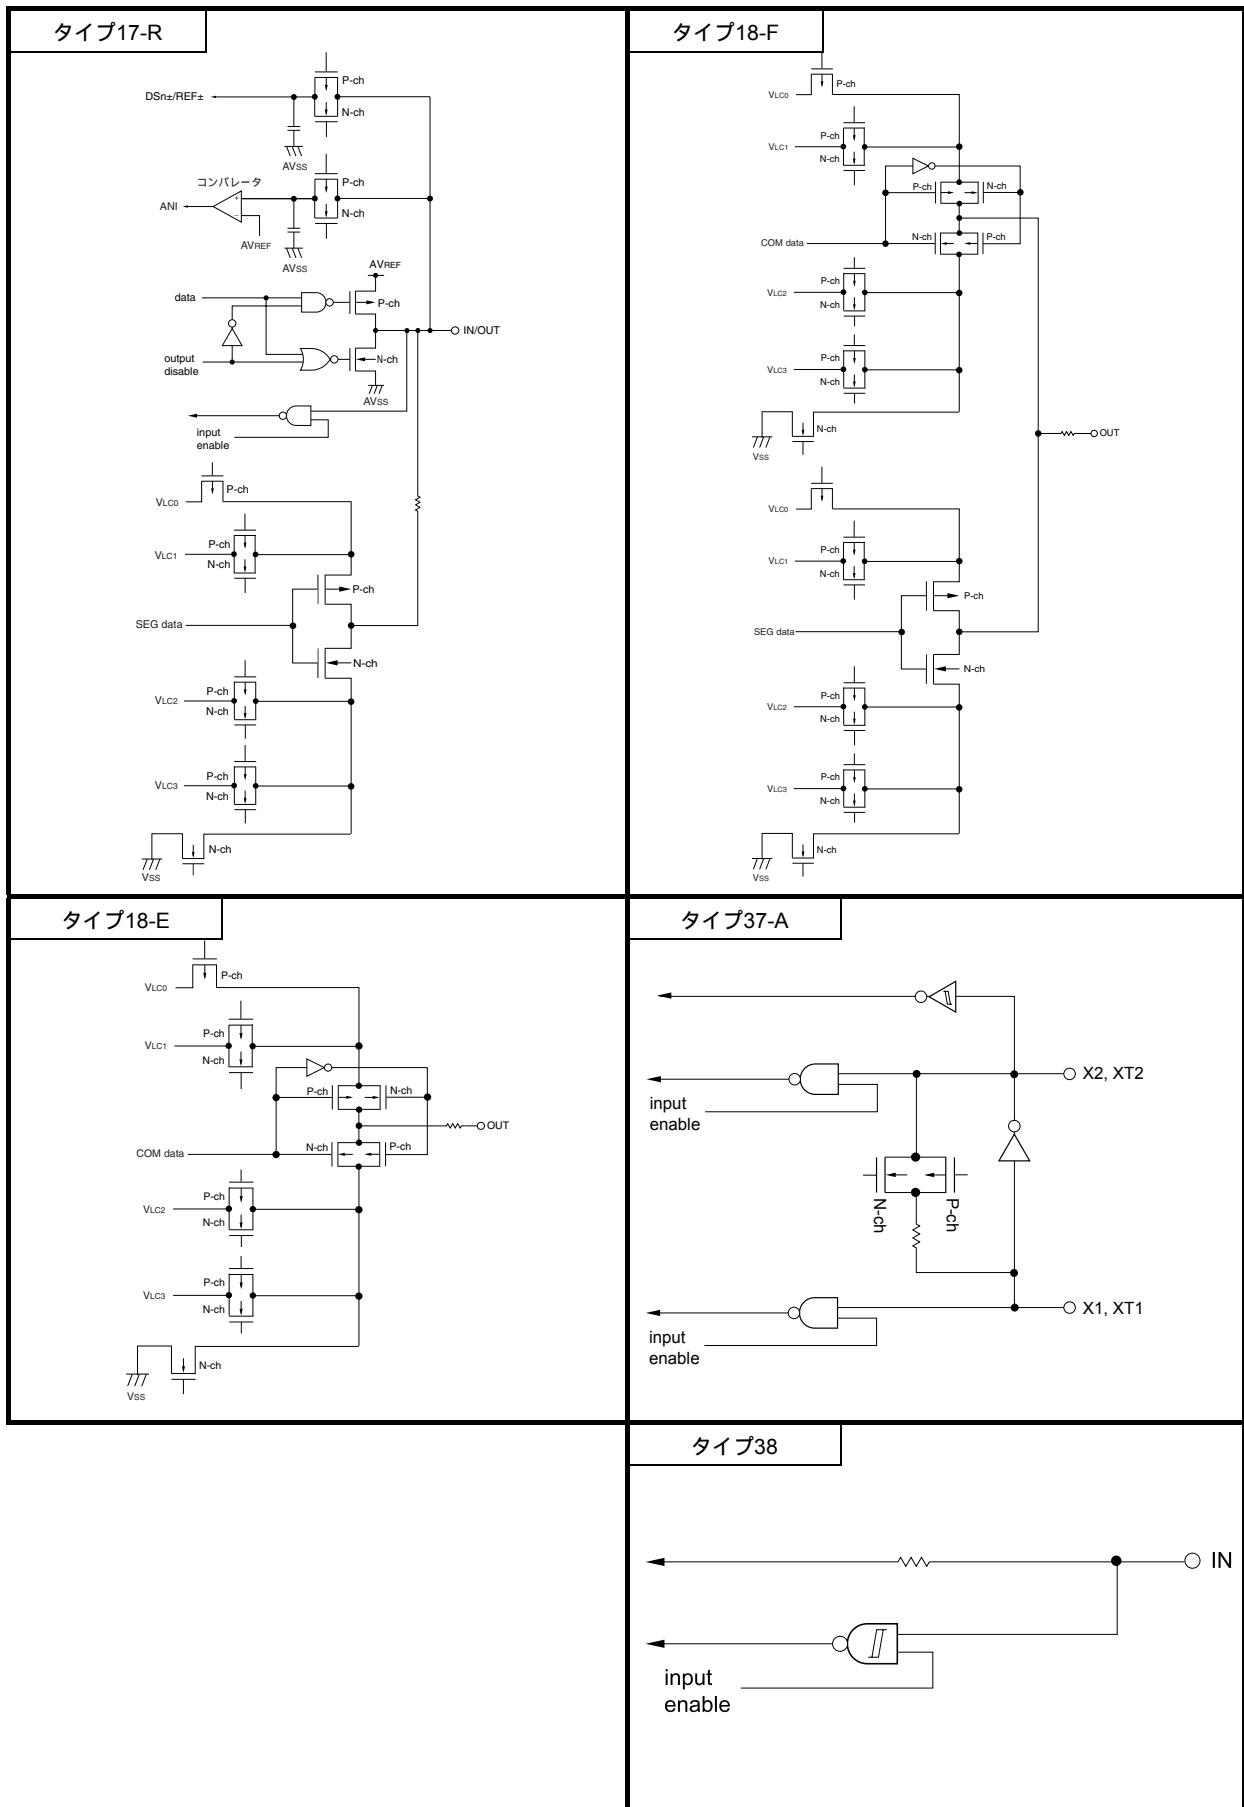 タイプ17-R
P-ch
DSn±/REF±
N-ch
AVSS
コンパレータ
P-ch
+
ANI
N-ch
−
AVREF
AVSS
AVREF
data
P-ch
IN/OUT
output
disable
N-ch
AVSS
input
enable
P-ch
VLC0
P-ch
VLC1
N-ch
P-ch
SEG data
N-ch
P-ch
VLC2
N-ch
P-ch
VLC3
N-ch
N-ch
VSS
タイプ18-F
P-ch
VLC0
P-ch
VLC1
N-ch
P-ch
N-ch
COM data
N-ch
P-ch
P-ch
VLC2
N-ch
P-ch
VLC3
N-ch
N-ch
VSS
OUT
VLC0
P-ch
VLC1
N-ch
P-ch
SEG data
N-ch
P-ch
VLC2
N-ch
P-ch
VLC3
N-ch
N-ch
VSS
タイプ18-E
P-ch
VLC0
P-ch
VLC1
N-ch
P-ch
N-ch
OUT
COM data
N-ch
P-ch
P-ch
VLC2
N-ch
P-ch
VLC3
N-ch
N-ch
VSS
タイプ37-A
X2, XT2
input
enable
N-ch
P-ch
X1, XT1
input
enable
タイプ38
IN
input
enable